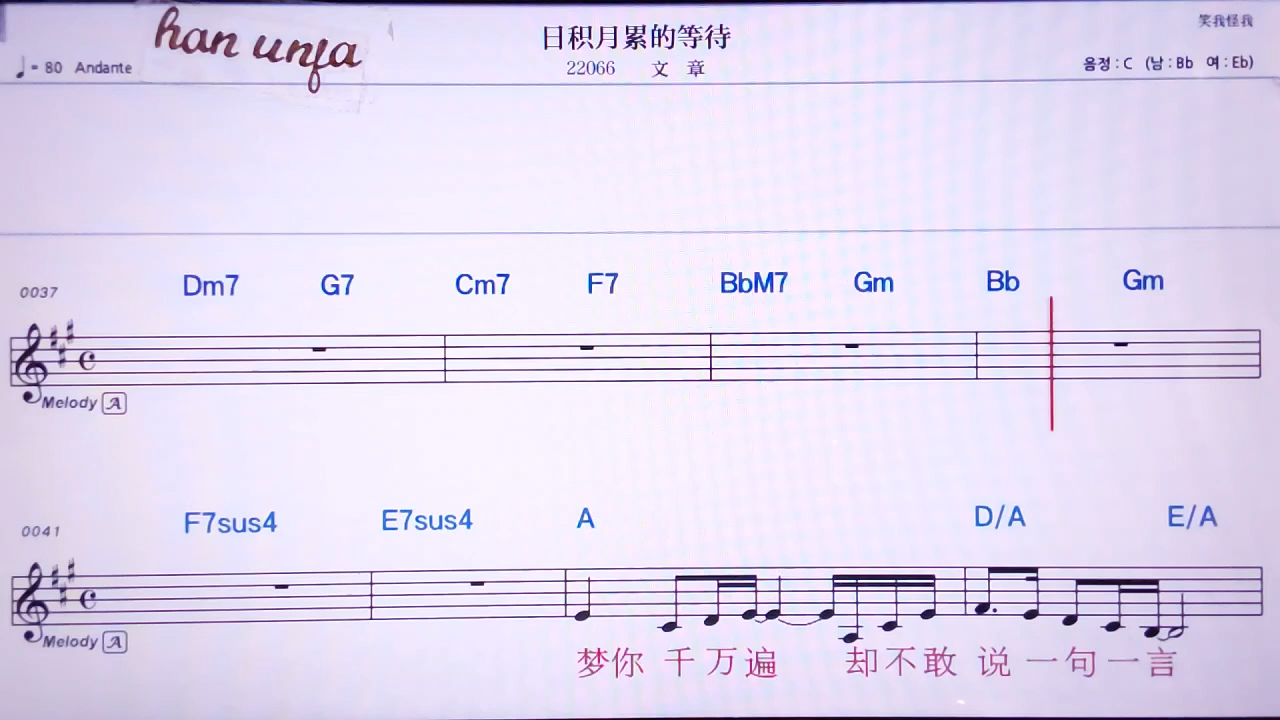 han unfa
日积月累的等待
笑我怪我
♩= 80 Andante
22066 文 章
음정 : C (남 : Bb 여 : Eb)
0037 Dm7 G7 Cm7 F7 BbM7 Gm Bb Gm
Melody A
0041 F7sus4 E7sus4 A D/A E/A
Melody A
梦你 千万遍 却不敢 说一句一言